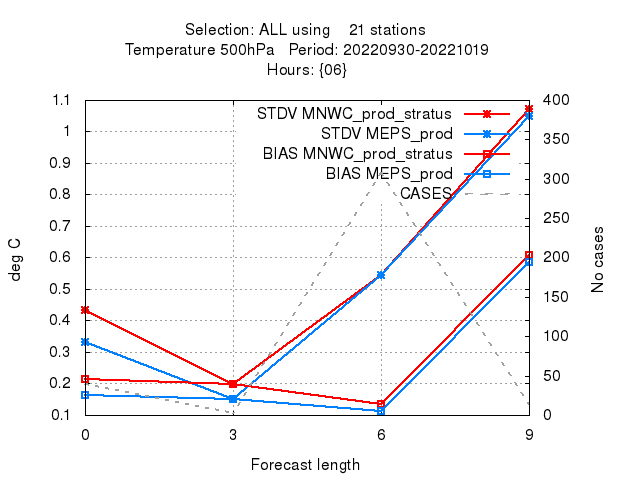 Selection: ALL using 21 stations
Temperature 500hPa Period: 20220930-20221019
Hours: {06}
STDV MNWC_prod_stratus
STDV MEPS_prod
BIAS MNWC_prod_stratus
BIAS MEPS_prod
CASES
deg C
1.1
1
0.9
0.8
0.7
0.6
0.5
0.4
0.3
0.2
0.1
400
350
300
250
200
150
100
50
0
No cases
0 3 6 9
Forecast length